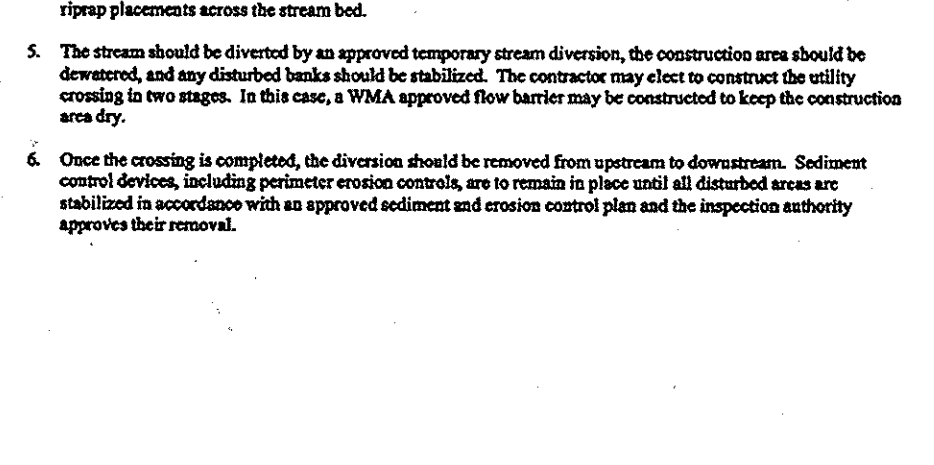 riprap placements across the stream bed.
5. The stream should be diverted by an approved temporary stream diversion, the construction area should be
dewatered, and any disturbed banks should be stabilized. The contractor may elect to construct the utility
crossing in two stages. In this case, a WMA approved flow barrier may be constructed to keep the construction
area dry.
6. Once the crossing is completed, the diversion should be removed from upstream to downstream. Sediment
control devices, including perimeter erosion controls, are to remain in place until all disturbed areas are
stabilized in accordance with an approved sediment and erosion control plan and the inspection authority
approves their removal.